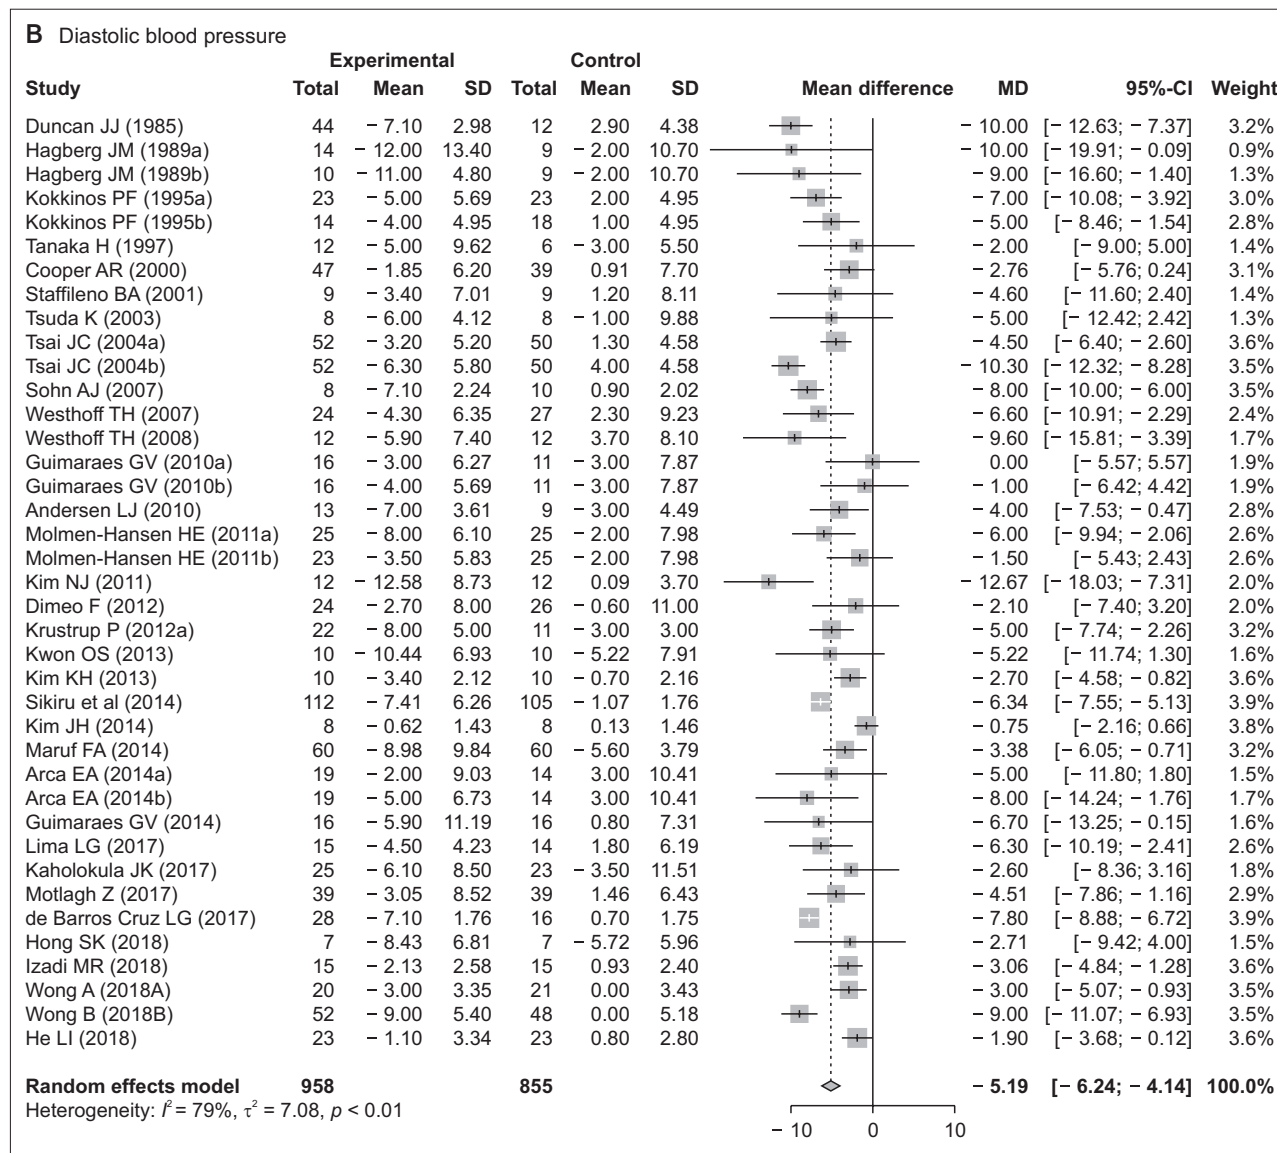 B Diastolic blood pressure
Experimental Control
Study Total Mean SD Total Mean SD Mean difference MD 95%-CI Weight
Duncan JJ (1985) 44 − 7.10 2.98 12 2.90 4.38 − 10.00 [− 12.63; − 7.37] 3.2%
Hagberg JM (1989a) 14 − 12.00 13.40 9 − 2.00 10.70 − 10.00 [− 19.91; − 0.09] 0.9%
Hagberg JM (1989b) 10 − 11.00 4.80 9 − 2.00 10.70 − 9.00 [− 16.60; − 1.40] 1.3%
Kokkinos PF (1995a) 23 − 5.00 5.69 23 2.00 4.95 − 7.00 [− 10.08; − 3.92] 3.0%
Kokkinos PF (1995b) 14 − 4.00 4.95 18 1.00 4.95 − 5.00 [− 8.46; − 1.54] 2.8%
Tanaka H (1997) 12 − 5.00 9.62 6 − 3.00 5.50 − 2.00 [− 9.00; 5.00] 1.4%
Cooper AR (2000) 47 − 1.85 6.20 39 0.91 7.70 − 2.76 [− 5.76; 0.24] 3.1%
Staffileno BA (2001) 9 − 3.40 7.01 9 1.20 8.11 − 4.60 [− 11.60; 2.40] 1.4%
Tsuda K (2003) 8 − 6.00 4.12 8 − 1.00 9.88 − 5.00 [− 12.42; 2.42] 1.3%
Tsai JC (2004a) 52 − 3.20 5.20 50 1.30 4.58 − 4.50 [− 6.40; − 2.60] 3.6%
Tsai JC (2004b) 52 − 6.30 5.80 50 4.00 4.58 − 10.30 [− 12.32; − 8.28] 3.5%
Sohn AJ (2007) 8 − 7.10 2.24 10 0.90 2.02 − 8.00 [− 10.00; − 6.00] 3.5%
Westhoff TH (2007) 24 − 4.30 6.35 27 2.30 9.23 − 6.60 [− 10.91; − 2.29] 2.4%
Westhoff TH (2008) 12 − 5.90 7.40 12 3.70 8.10 − 9.60 [− 15.81; − 3.39] 1.7%
Guimaraes GV (2010a) 16 − 3.00 6.27 11 − 3.00 7.87 0.00 [− 5.57; 5.57] 1.9%
Guimaraes GV (2010b) 16 − 4.00 5.69 11 − 3.00 7.87 − 1.00 [− 6.42; 4.42] 1.9%
Andersen LJ (2010) 13 − 7.00 3.61 9 − 3.00 4.49 − 4.00 [− 7.53; − 0.47] 2.8%
Molmen-Hansen HE (2011a) 25 − 8.00 6.10 25 − 2.00 7.98 − 6.00 [− 9.94; − 2.06] 2.6%
Molmen-Hansen HE (2011b) 23 − 3.50 5.83 25 − 2.00 7.98 − 1.50 [− 5.43; 2.43] 2.6%
Kim NJ (2011) 12 − 12.58 8.73 12 0.09 3.70 − 12.67 [− 18.03; − 7.31] 2.0%
Dimeo F (2012) 24 − 2.70 8.00 26 − 0.60 11.00 − 2.10 [− 7.40; 3.20] 2.0%
Krustrup P (2012a) 22 − 8.00 5.00 11 − 3.00 3.00 − 5.00 [− 7.74; − 2.26] 3.2%
Kwon OS (2013) 10 − 10.44 6.93 10 − 5.22 7.91 − 5.22 [− 11.74; 1.30] 1.6%
Kim KH (2013) 10 − 3.40 2.12 10 − 0.70 2.16 − 2.70 [− 4.58; − 0.82] 3.6%
Sikiru et al (2014) 112 − 7.41 6.26 105 − 1.07 1.76 − 6.34 [− 7.55; − 5.13] 3.9%
Kim JH (2014) 8 − 0.62 1.43 8 0.13 1.46 − 0.75 [− 2.16; 0.66] 3.8%
Maruf FA (2014) 60 − 8.98 9.84 60 − 5.60 3.79 − 3.38 [− 6.05; − 0.71] 3.2%
Arca EA (2014a) 19 − 2.00 9.03 14 3.00 10.41 − 5.00 [− 11.80; 1.80] 1.5%
Arca EA (2014b) 19 − 5.00 6.73 14 3.00 10.41 − 8.00 [− 14.24; − 1.76] 1.7%
Guimaraes GV (2014) 16 − 5.90 11.19 16 0.80 7.31 − 6.70 [− 13.25; − 0.15] 1.6%
Lima LG (2017) 15 − 4.50 4.23 14 1.80 6.19 − 6.30 [− 10.19; − 2.41] 2.6%
Kaholokula JK (2017) 25 − 6.10 8.50 23 − 3.50 11.51 − 2.60 [− 8.36; 3.16] 1.8%
Motlagh Z (2017) 39 − 3.05 8.52 39 1.46 6.43 − 4.51 [− 7.86; − 1.16] 2.9%
de Barros Cruz LG (2017) 28 − 7.10 1.76 16 0.70 1.75 − 7.80 [− 8.88; − 6.72] 3.9%
Hong SK (2018) 7 − 8.43 6.81 7 − 5.72 5.96 − 2.71 [− 9.42; 4.00] 1.5%
Izadi MR (2018) 15 − 2.13 2.58 15 0.93 2.40 − 3.06 [− 4.84; − 1.28] 3.6%
Wong A (2018A) 20 − 3.00 3.35 21 0.00 3.43 − 3.00 [− 5.07; − 0.93] 3.5%
Wong B (2018B) 52 − 9.00 5.40 48 0.00 5.18 − 9.00 [− 11.07; − 6.93] 3.5%
He LI (2018) 23 − 1.10 3.34 23 0.80 2.80 − 1.90 [− 3.68; − 0.12] 3.6%
Random effects model 958 855 − 5.19 [− 6.24; − 4.14] 100.0%
Heterogeneity: I² = 79%, τ² = 7.08, p < 0.01
− 10 0 10